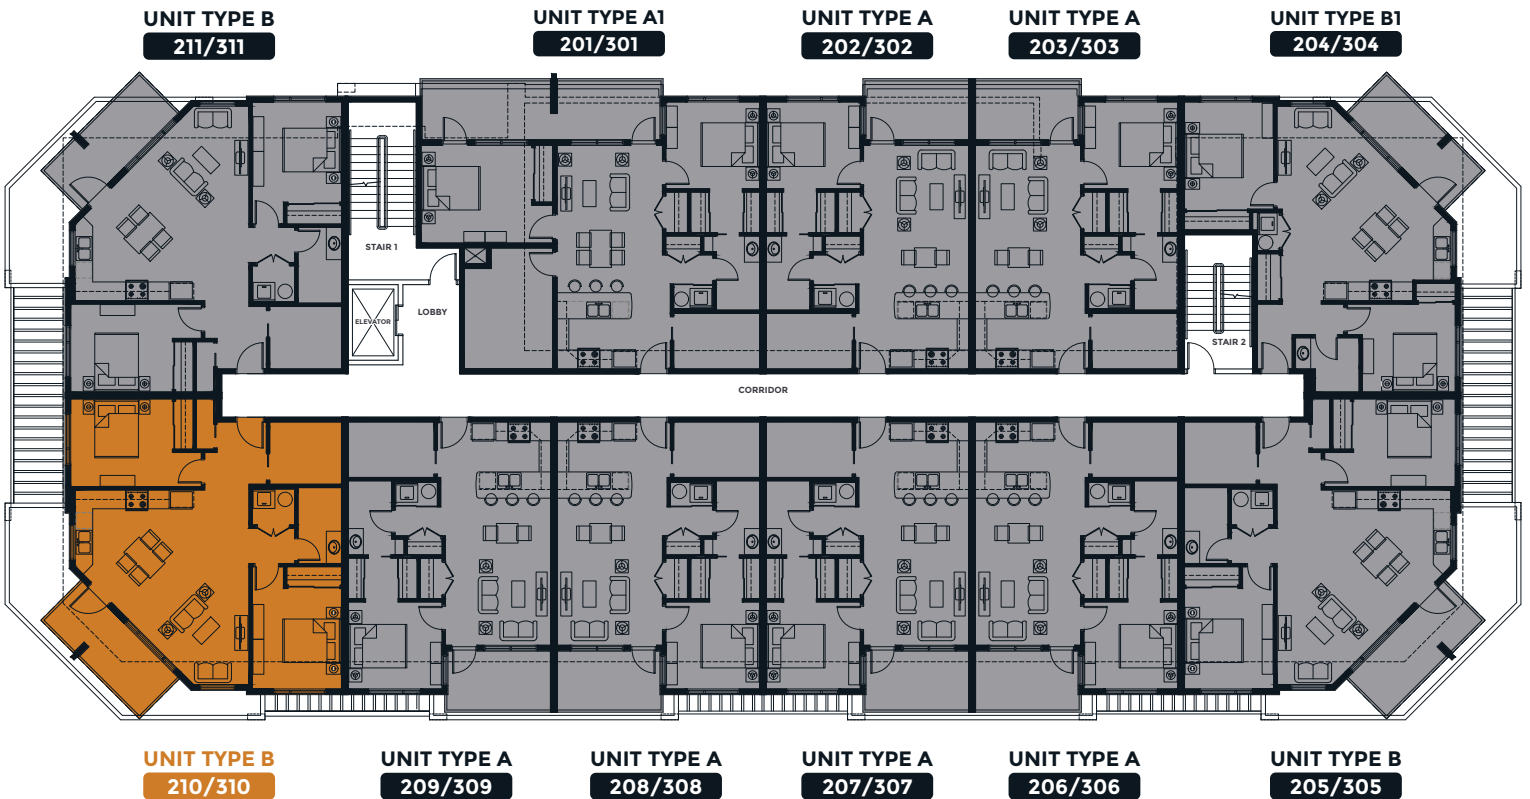 UNIT TYPE B
211/311
UNIT TYPE A1
201/301
UNIT TYPE A
202/302
UNIT TYPE A
203/303
UNIT TYPE B1
204/304
STAIR 1
LOBBY
ELEVATOR
STAIR 2
CORRIDOR
UNIT TYPE B
210/310
UNIT TYPE A
209/309
UNIT TYPE A
208/308
UNIT TYPE A
207/307
UNIT TYPE A
206/306
UNIT TYPE B
205/305